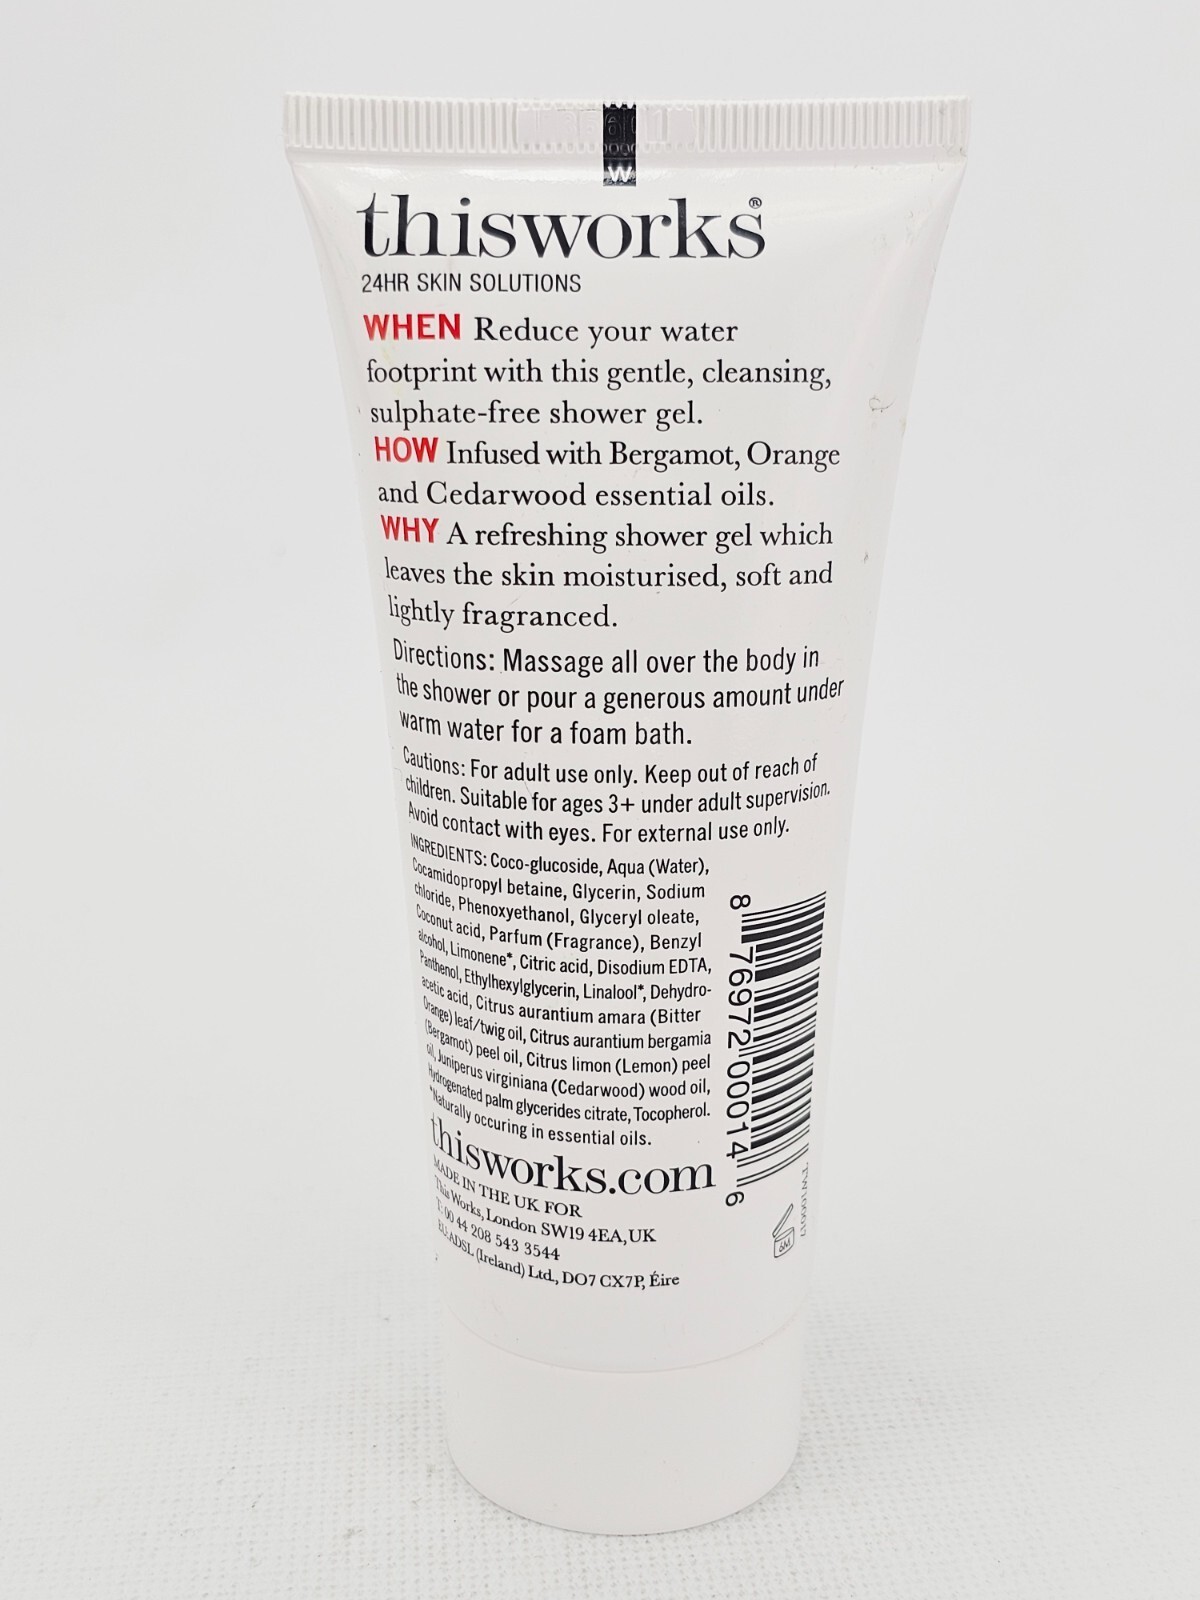 W
thisworks®
24HR SKIN SOLUTIONS
WHEN Reduce your water
footprint with this gentle, cleansing,
sulphate-free shower gel.
HOW Infused with Bergamot, Orange
and Cedarwood essential oils.
WHY A refreshing shower gel which
leaves the skin moisturised, soft and
lightly fragranced.
Directions: Massage all over the body in
the shower or pour a generous amount under
warm water for a foam bath.
Cautions: For adult use only. Keep out of reach of
children. Suitable for ages 3+ under adult supervision.
Avoid contact with eyes. For external use only.
INGREDIENTS: Coco-glucoside, Aqua (Water),
Cocamidopropyl betaine, Glycerin, Sodium
chloride, Phenoxyethanol, Glyceryl oleate,
Coconut acid, Parfum (Fragrance), Benzyl
alcohol, Limonene*, Citric acid, Disodium EDTA,
Panthenol, Ethylhexylglycerin, Linalool*, Dehydro-
acetic acid, Citrus aurantium amara (Bitter
Orange) leaf/twig oil, Citrus aurantium bergamia
(Bergamot) peel oil, Citrus limon (Lemon) peel
oil, Juniperus virginiana (Cedarwood) wood oil,
Hydrogenated palm glycerides citrate, Tocopherol.
*Naturally occuring in essential oils.
thisworks.com
MADE IN THE UK FOR
This Works, London SW19 4EA, UK
T: 00 44 208 543 3544
EU: ADSL (Ireland) Ltd., DO7 CX7P, Éire
8 76972 00014 6
6M